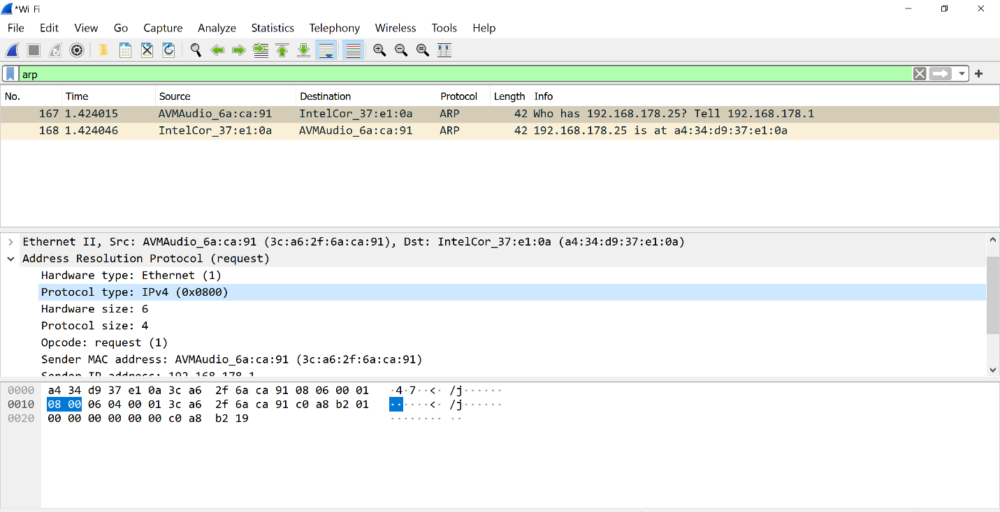 *Wi Fi
File Edit View Go Capture Analyze Statistics Telephony Wireless Tools Help
arp
No. Time Source Destination Protocol Length Info
167 1.424015 AVMAudio_6a:ca:91 IntelCor_37:e1:0a ARP 42 Who has 192.168.178.25? Tell 192.168.178.1
168 1.424046 IntelCor_37:e1:0a AVMAudio_6a:ca:91 ARP 42 192.168.178.25 is at a4:34:d9:37:e1:0a
Ethernet II, Src: AVMAudio_6a:ca:91 (3c:a6:2f:6a:ca:91), Dst: IntelCor_37:e1:0a (a4:34:d9:37:e1:0a)
Address Resolution Protocol (request)
Hardware type: Ethernet (1)
Protocol type: IPv4 (0x0800)
Hardware size: 6
Protocol size: 4
Opcode: request (1)
Sender MAC address: AVMAudio_6a:ca:91 (3c:a6:2f:6a:ca:91)
Sender IP address: 192.168.178.1
0000 a4 34 d9 37 e1 0a 3c a6 2f 6a ca 91 08 06 00 01 ·4·7··<· /j······
0010 08 00 06 04 00 01 3c a6 2f 6a ca 91 c0 a8 b2 01 ······<· /j······
0020 00 00 00 00 00 00 c0 a8 b2 19 ········ ··